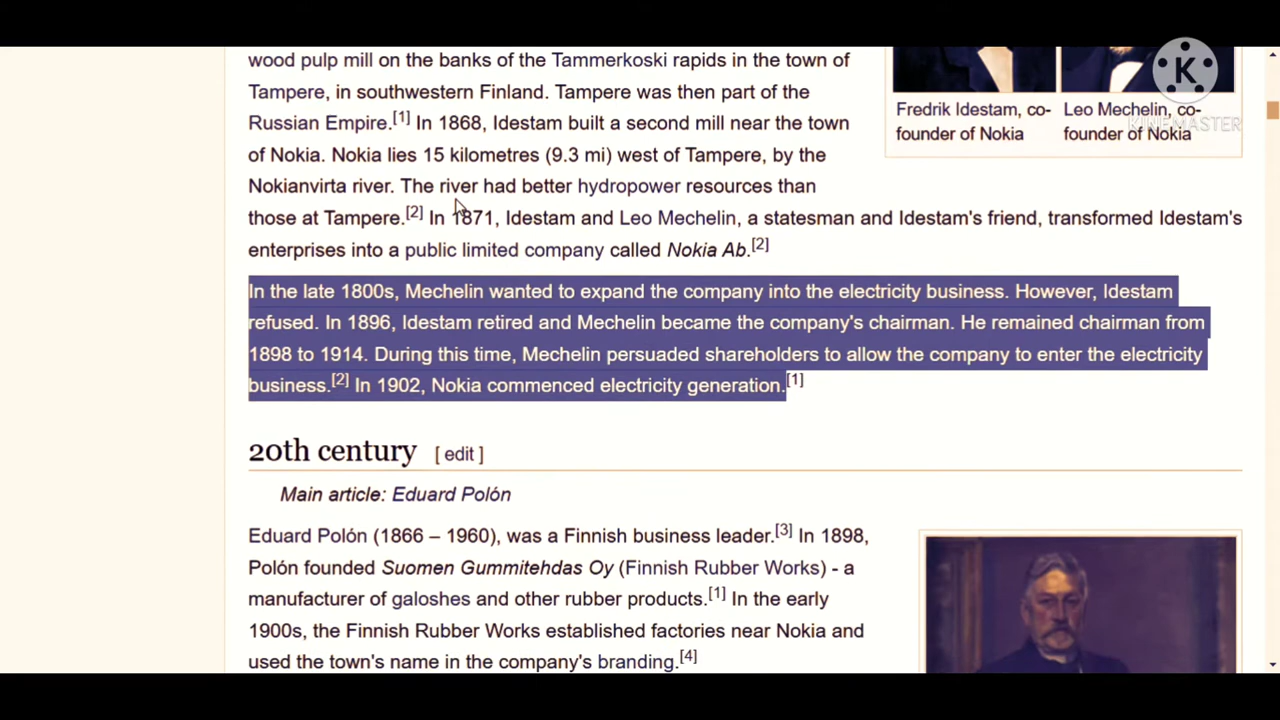 wood pulp mill on the banks of the Tammerkoski rapids in the town of
Tampere, in southwestern Finland. Tampere was then part of the
Russian Empire.[1] In 1868, Idestam built a second mill near the town
of Nokia. Nokia lies 15 kilometres (9.3 mi) west of Tampere, by the
Nokianvirta river. The river had better hydropower resources than
those at Tampere.[2] In 1871, Idestam and Leo Mechelin, a statesman and Idestam's friend, transformed Idestam's
enterprises into a public limited company called Nokia Ab.[2]
Fredrik Idestam, co-
founder of Nokia
Leo Mechelin, co-
founder of Nokia
K
KINEMASTER
In the late 1800s, Mechelin wanted to expand the company into the electricity business. However, Idestam
refused. In 1896, Idestam retired and Mechelin became the company's chairman. He remained chairman from
1898 to 1914. During this time, Mechelin persuaded shareholders to allow the company to enter the electricity
business.[2] In 1902, Nokia commenced electricity generation.[1]
20th century [ edit ]
Main article: Eduard Polón
Eduard Polón (1866 – 1960), was a Finnish business leader.[3] In 1898,
Polón founded Suomen Gummitehdas Oy (Finnish Rubber Works) - a
manufacturer of galoshes and other rubber products.[1] In the early
1900s, the Finnish Rubber Works established factories near Nokia and
used the town's name in the company's branding.[4]